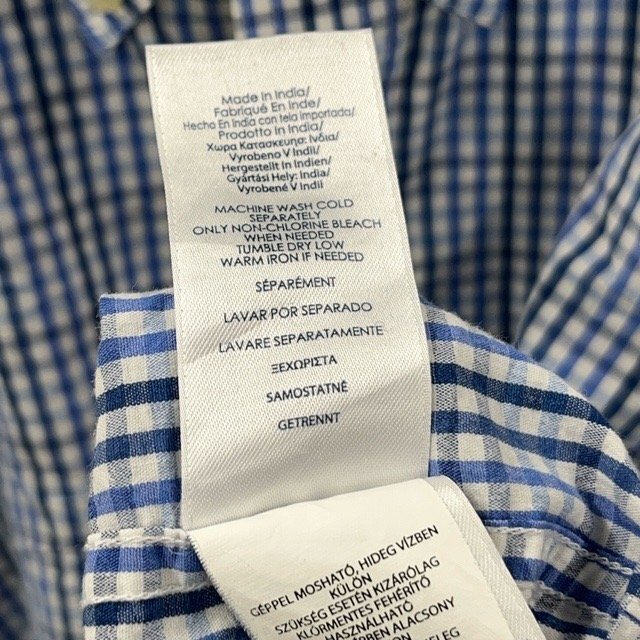 Made in India/
Fabriqué En Inde/
Hecho En India con tela importada/
Prodotto in India/
Χωρα Κατασκευησ: Ινδία/
Vyrobeno V Indii/
Hergestellt In Indien/
Gyártási Hely: India/
Vyrobené V Indii
MACHINE WASH COLD
SEPARATELY
ONLY NON-CHLORINE BLEACH
WHEN NEEDED
TUMBLE DRY LOW
WARM IRON IF NEEDED
SÉPARÉMENT
LAVAR POR SEPARADO
LAVARE SEPARATAMENTE
ΞΕΧΩΡΙΣΤΑ
SAMOSTATNĚ
GETRENNT
GÉPPEL MOSHATÓ, HIDEG VÍZBEN
KÜLÖN
SZÜKSÉG ESETÉN KIZÁRÓLAG
KLÓRMENTES FEHÉRÍTŐ
HASZNÁLHATÓ
ALACSONY